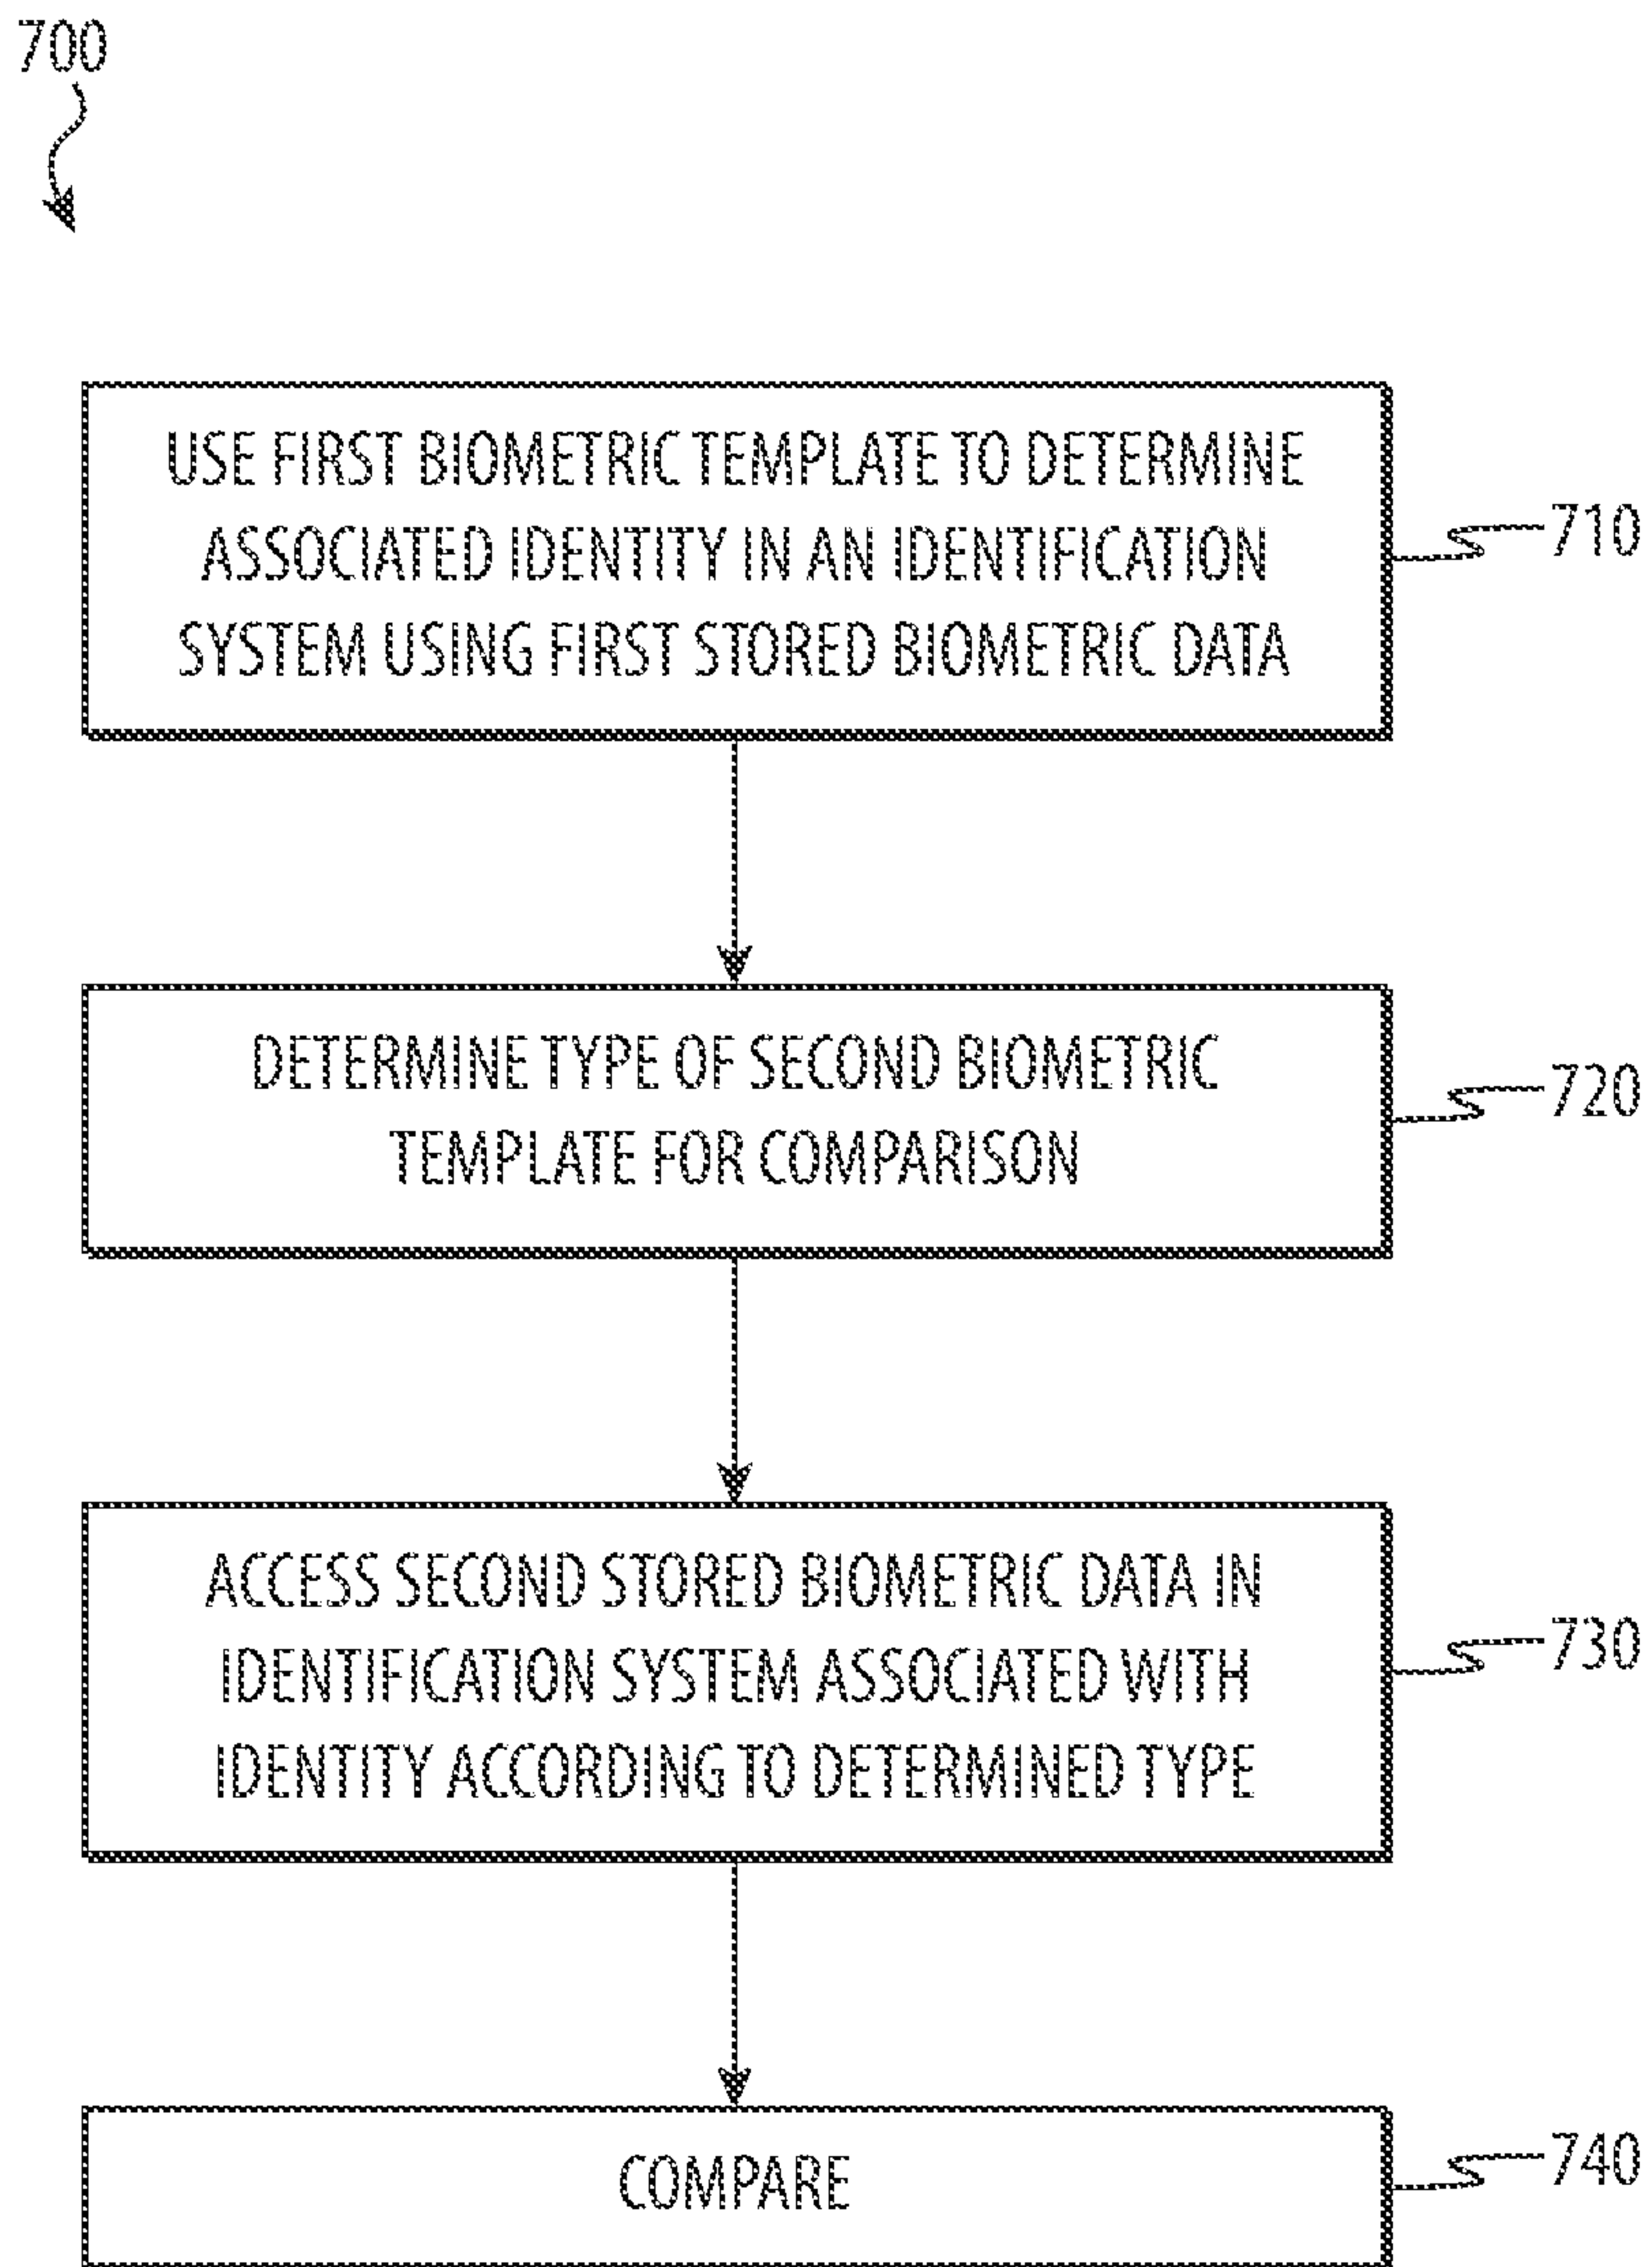 700
USE FIRST BIOMETRIC TEMPLATE TO DETERMINE
ASSOCIATED IDENTITY IN AN IDENTIFICATION
SYSTEM USING FIRST STORED BIOMETRIC DATA
710
DETERMINE TYPE OF SECOND BIOMETRIC
TEMPLATE FOR COMPARISON
720
ACCESS SECOND STORED BIOMETRIC DATA IN
IDENTIFICATION SYSTEM ASSOCIATED WITH
IDENTITY ACCORDING TO DETERMINED TYPE
730
COMPARE
740